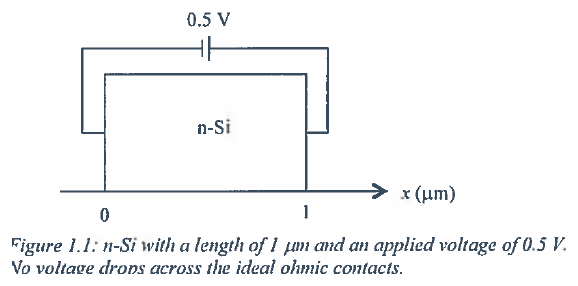 0.5 V
n-Si
x (μm)
0 1
Figure 1.1: n-Si with a length of 1 μm and an applied voltage of 0.5 V.
No voltage drops across the ideal ohmic contacts.